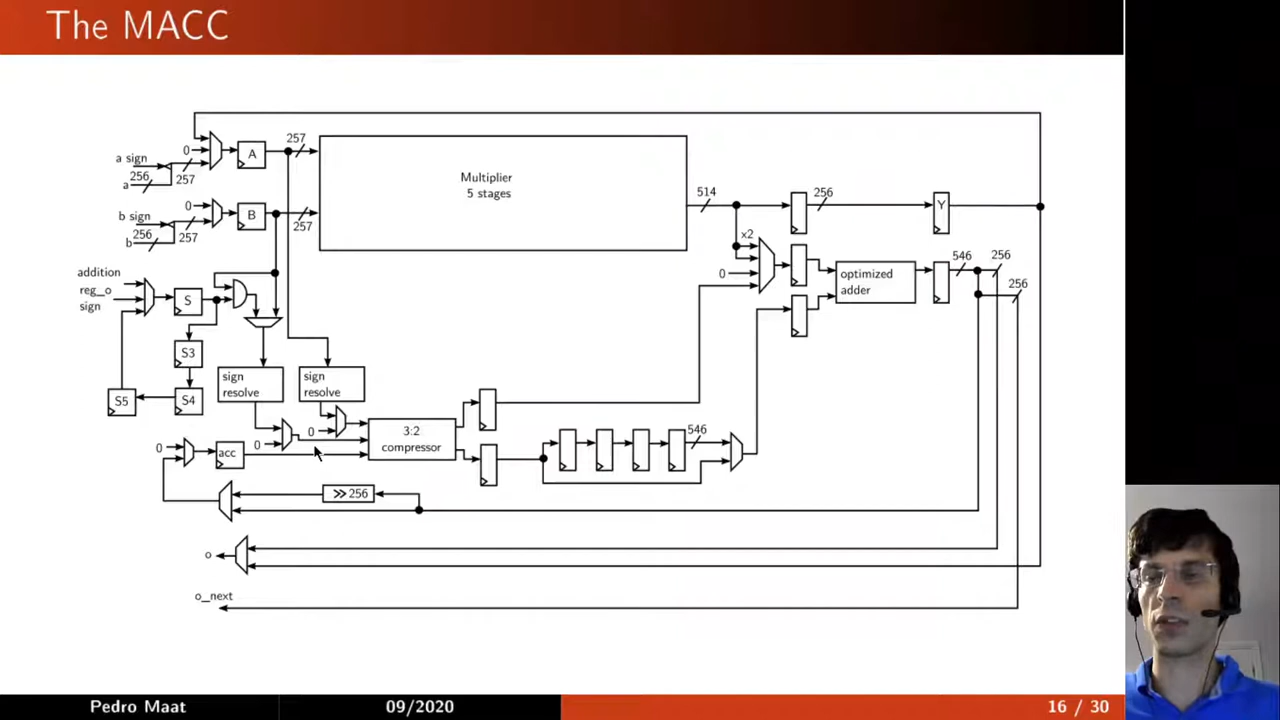 The MACC
257
a sign
0
256
a
257
A
Multiplier
5 stages
514
256
Y
b sign
0
256
b
257
B
257
x2
0
addition
reg_o
sign
S
optimized
adder
546
256
256
S3
S5
S4
sign
resolve
sign
resolve
0
0
3:2
compressor
546
0
acc
≫256
o
o_next
Pedro Maat
09/2020
16 / 30